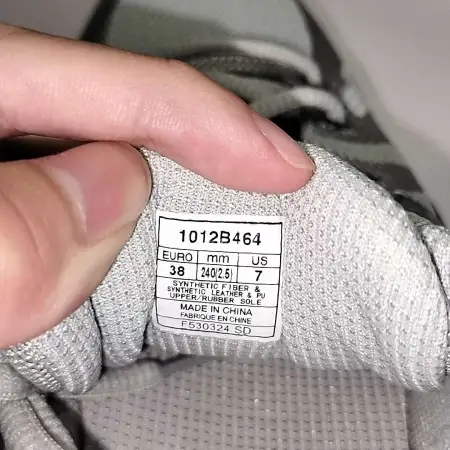 1012B464
EURO mm US
38 240(2.5) 7
SYNTHETIC FIBER &
SYNTHETIC LEATHER & PU
UPPER/RUBBER SOLE
MADE IN CHINA
FABRIQUE EN CHINE
F530324 SD